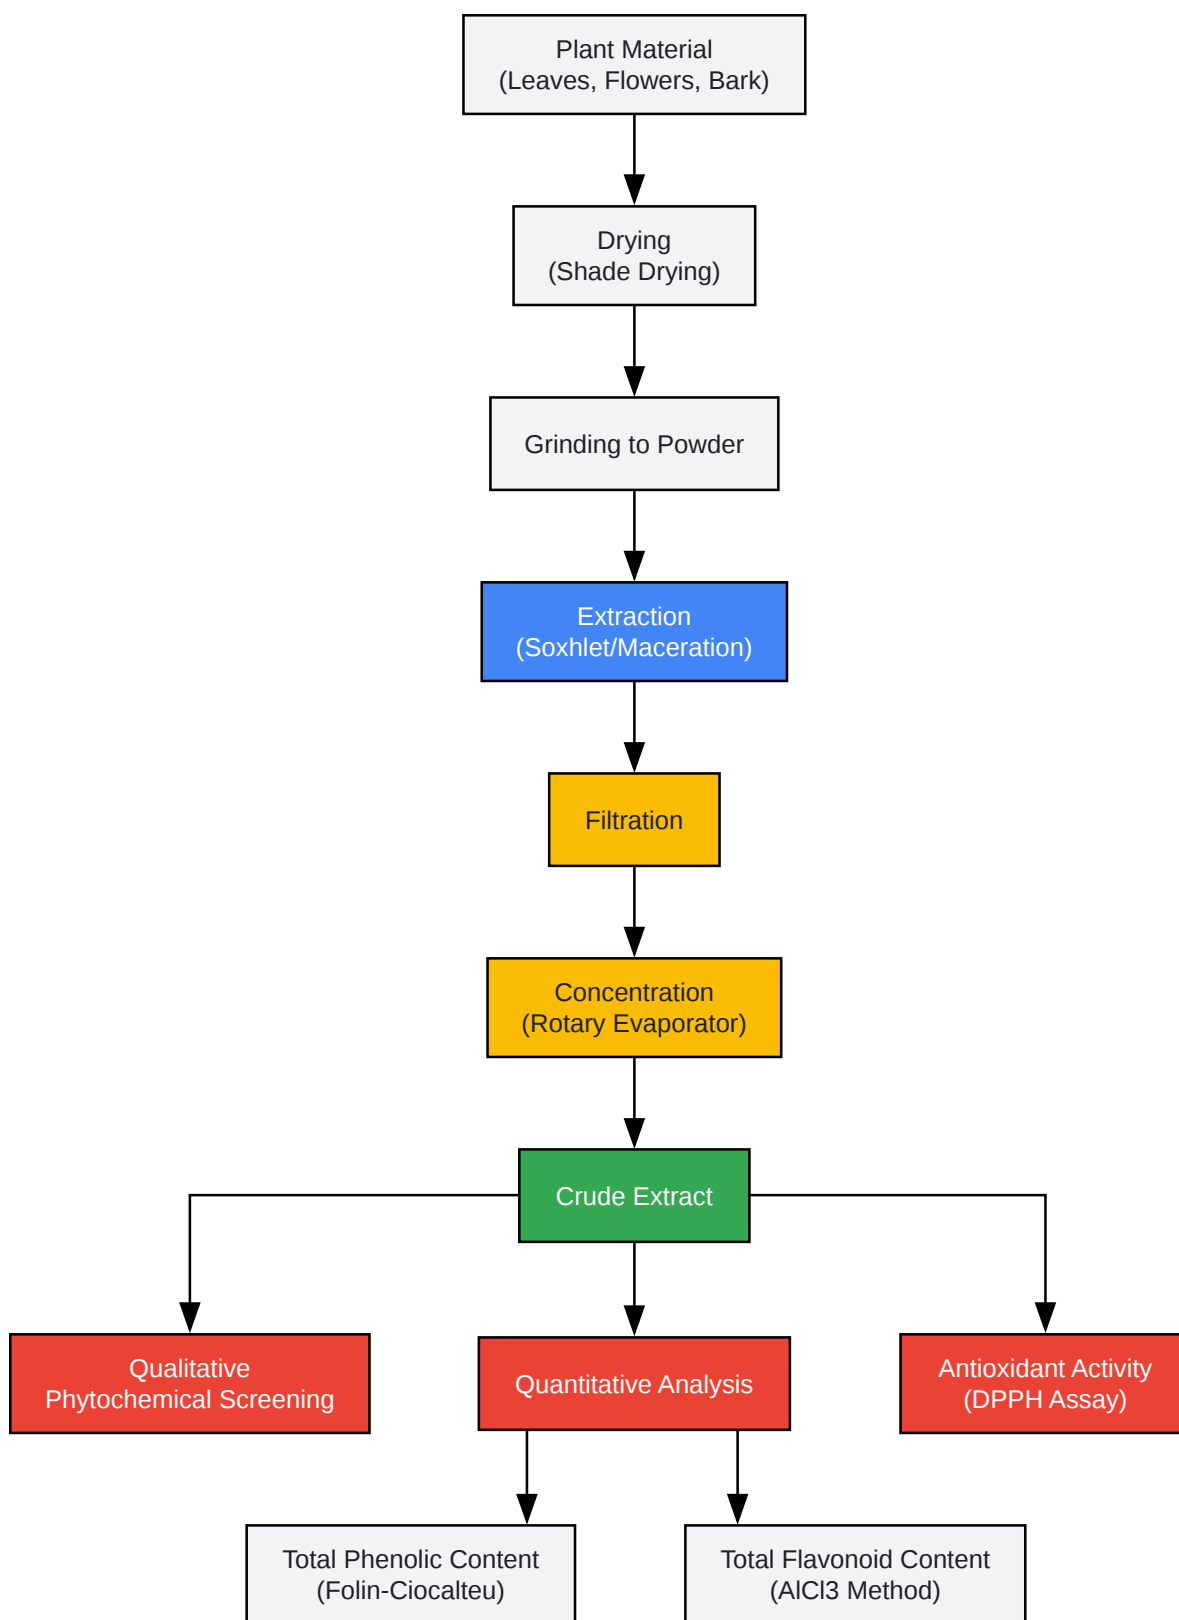 Plant Material
(Leaves, Flowers, Bark)
Drying
(Shade Drying)
Grinding to Powder
Extraction
(Soxhlet/Maceration)
Filtration
Concentration
(Rotary Evaporator)
Crude Extract
Qualitative
Phytochemical Screening
Quantitative Analysis
Antioxidant Activity
(DPPH Assay)
Total Phenolic Content
(Folin-Ciocalteu)
Total Flavonoid Content
(AlCl3 Method)